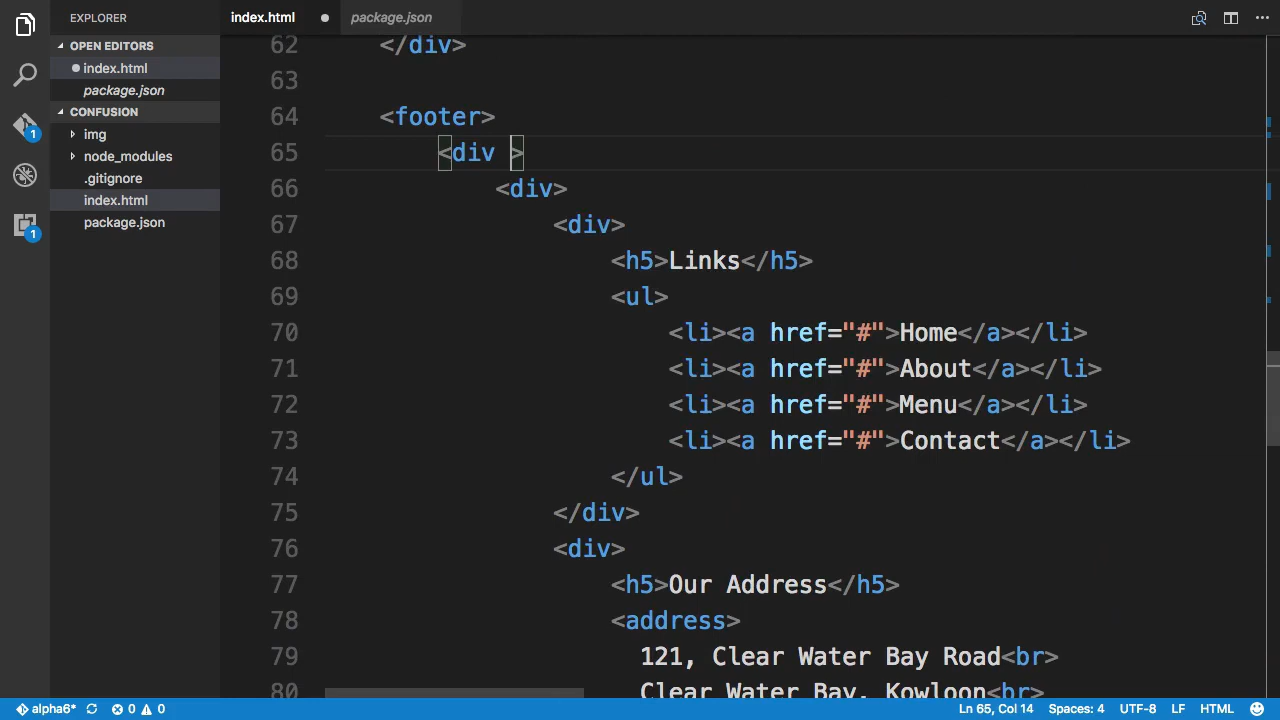 EXPLORER
OPEN EDITORS
index.html
package.json
CONFUSION
img
node_modules
.gitignore
index.html
package.json
1
1
index.html
package.json
62 </div>
63
64 <footer>
65 <div >
66 <div>
67 <div>
68 <h5>Links</h5>
69 <ul>
70 <li><a href="#">Home</a></li>
71 <li><a href="#">About</a></li>
72 <li><a href="#">Menu</a></li>
73 <li><a href="#">Contact</a></li>
74 </ul>
75 </div>
76 <div>
77 <h5>Our Address</h5>
78 <address>
79 121, Clear Water Bay Road<br>
80 Clear Water Bay, Kowloon<br>
alpha6* 0 0 Ln 65, Col 14 Spaces: 4 UTF-8 LF HTML